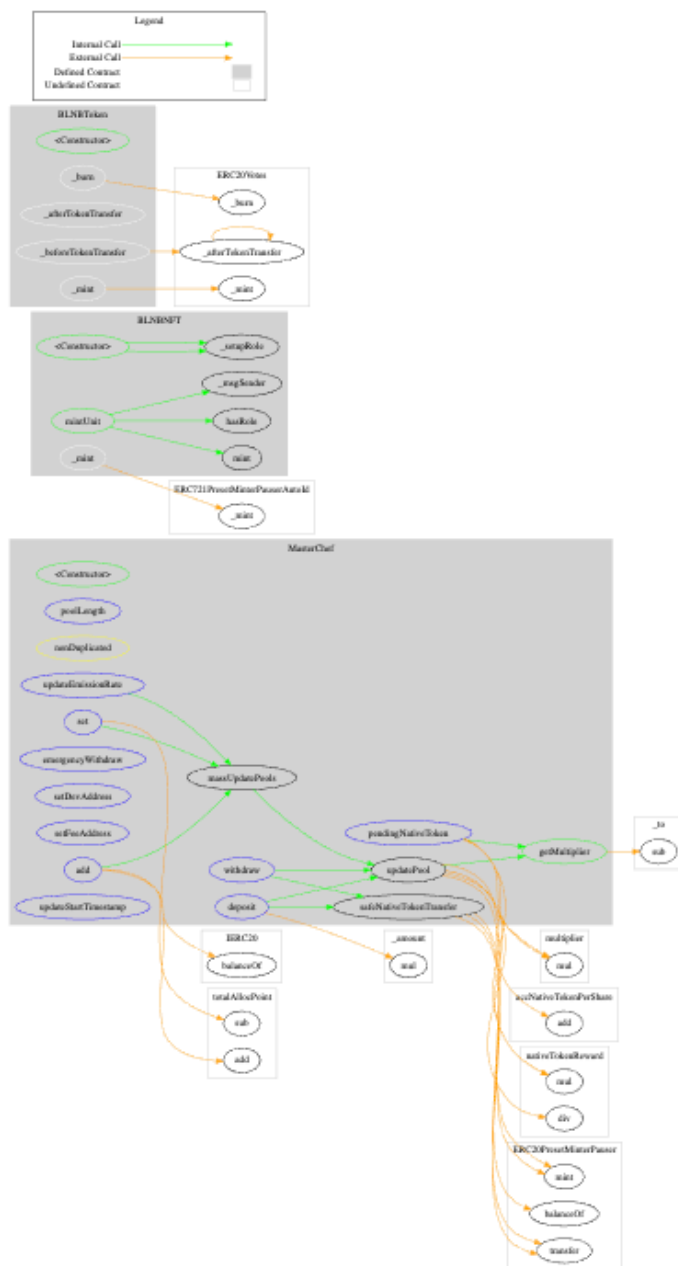 Legend
Internal Call
External Call
Defined Contract
Undefined Contract
BLNBToken
<Constructor>
_burn
_afterTokenTransfer
_beforeTokenTransfer
_mint
ERC20Votes
_burn
_afterTokenTransfer
_mint
BLNBNFT
<Constructor>
_setupRole
_msgSender
mintUnit
hasRole
_mint
mint
ERC721PresetMinterPauserAutoId
_mint
MasterChef
<Constructor>
poolLength
nonDuplicated
updateEmissionRate
set
emergencyWithdraw
massUpdatePools
setDevAddress
setFeeAddress
pendingNativeToken
getMultiplier
add
withdraw
updatePool
updateStartTimestamp
deposit
safeNativeTokenTransfer
_to
sub
IERC20
balanceOf
_amount
mul
multiplier
mul
totalAllocPoint
sub
add
accNativeTokenPerShare
add
nativeTokenReward
mul
div
ERC20PresetMinterPauser
mint
balanceOf
transfer